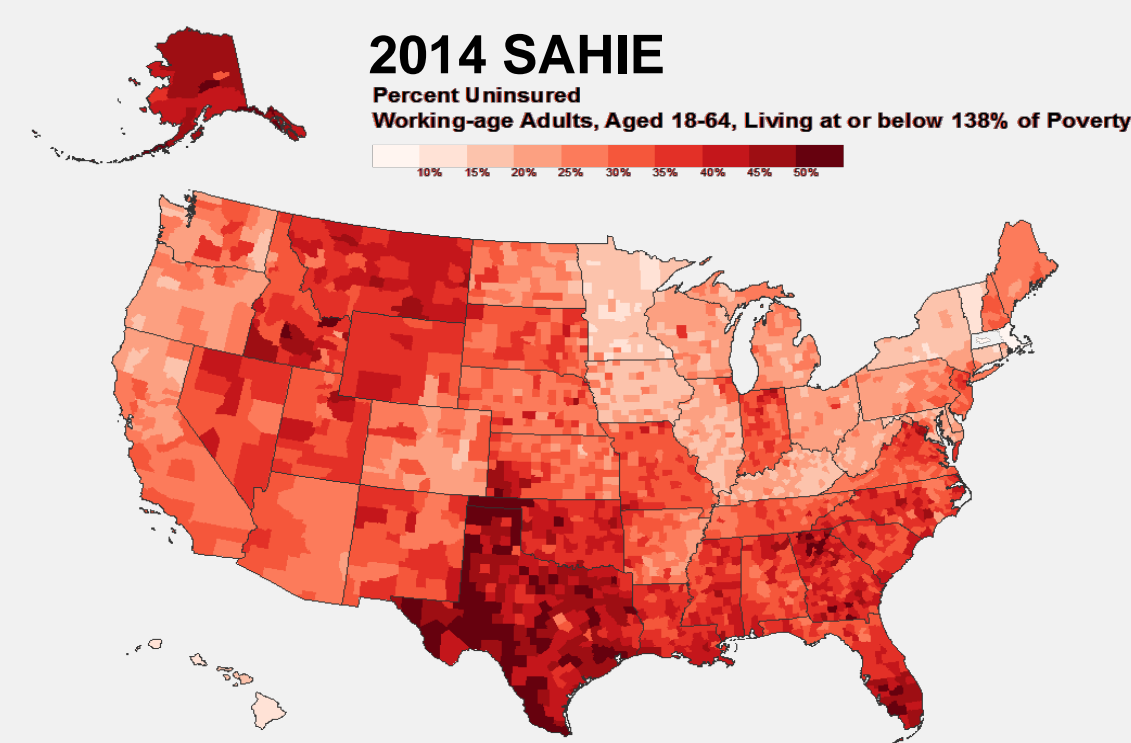 2014 SAHIE
Percent Uninsured
Working-age Adults, Aged 18-64, Living at or below 138% of Poverty
10% 15% 20% 25% 30% 35% 40% 45% 50%